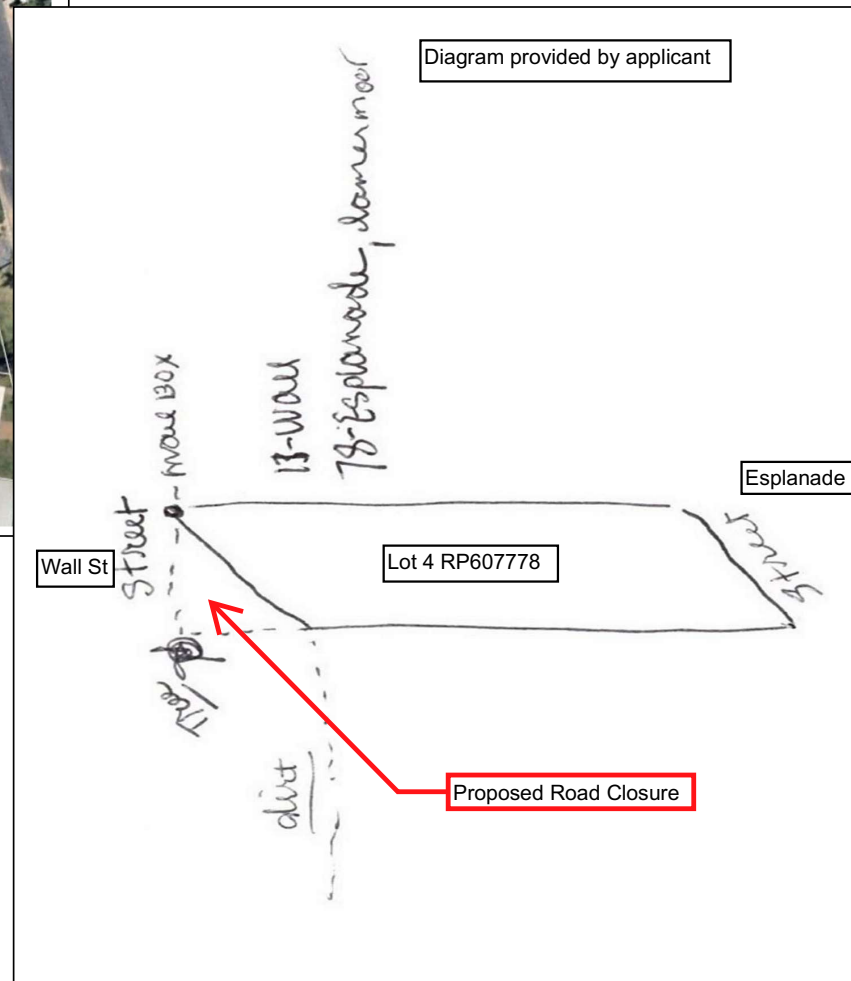 Diagram provided by applicant
mail BOX
13-Wall
78-Esplanade, Lamermoor
Esplanade
Street
Wall St
Lot 4 RP607778
Street
Tree
dirt
Proposed Road Closure